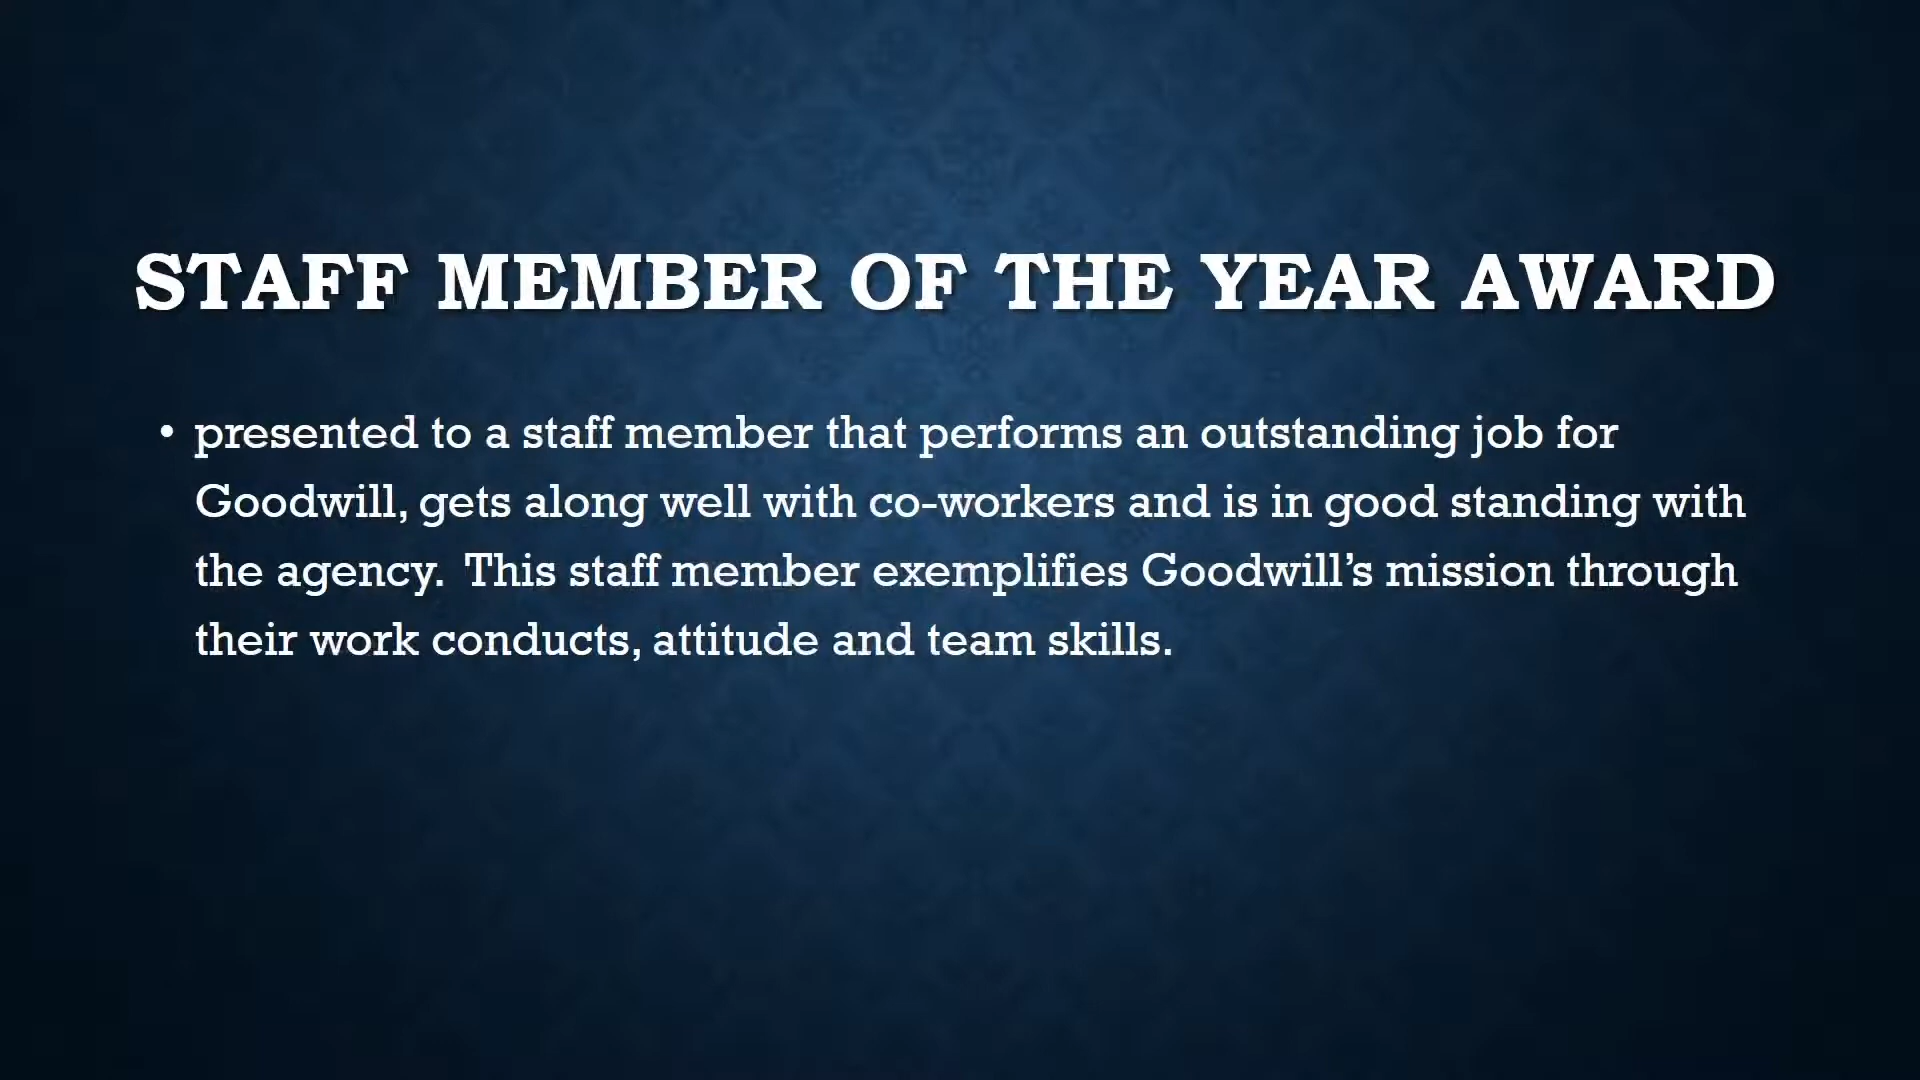 STAFF MEMBER OF THE YEAR AWARD
• presented to a staff member that performs an outstanding job for
Goodwill, gets along well with co-workers and is in good standing with
the agency.  This staff member exemplifies Goodwill’s mission through
their work conducts, attitude and team skills.